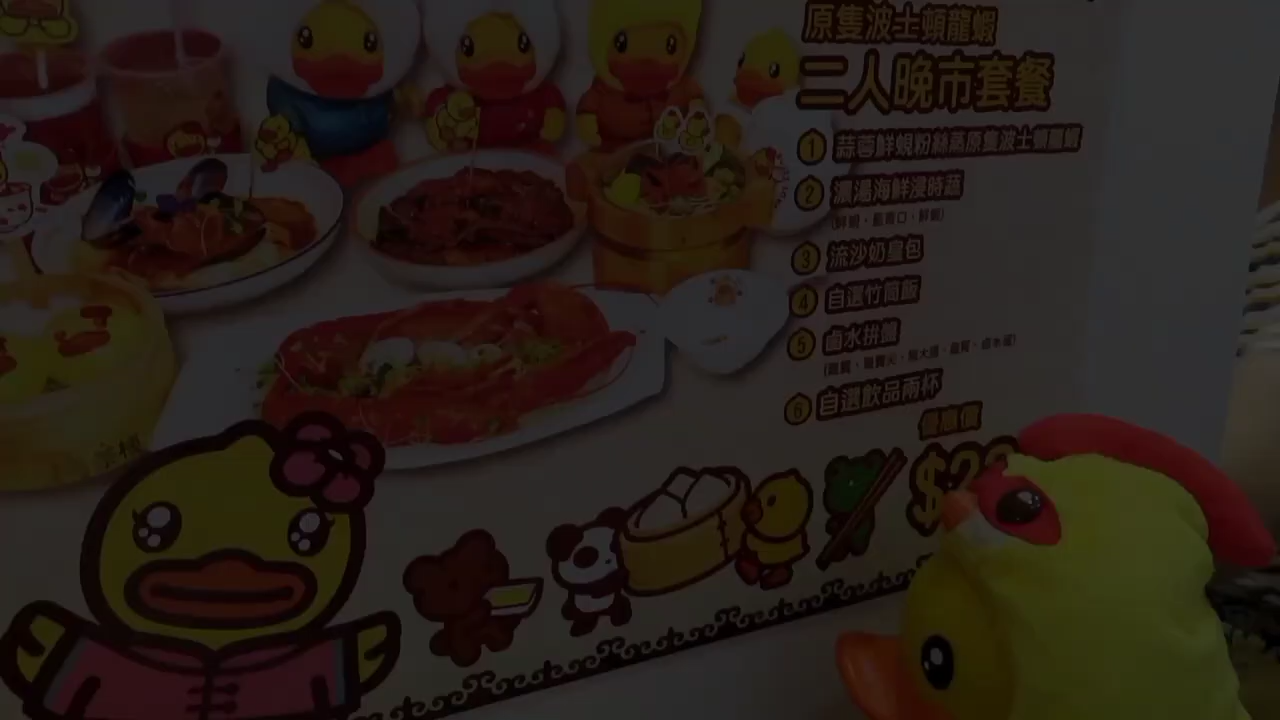 原隻波士頓龍蝦
二人晚市套餐
1 蒜蓉鮮蜆粉絲蒸原隻波士頓龍蝦
2 濃湯海鮮浸時蔬
3 流沙奶皇包
4 自選竹筒飯
5 鹵水拼盤
6 自選飲品兩杯
優惠價